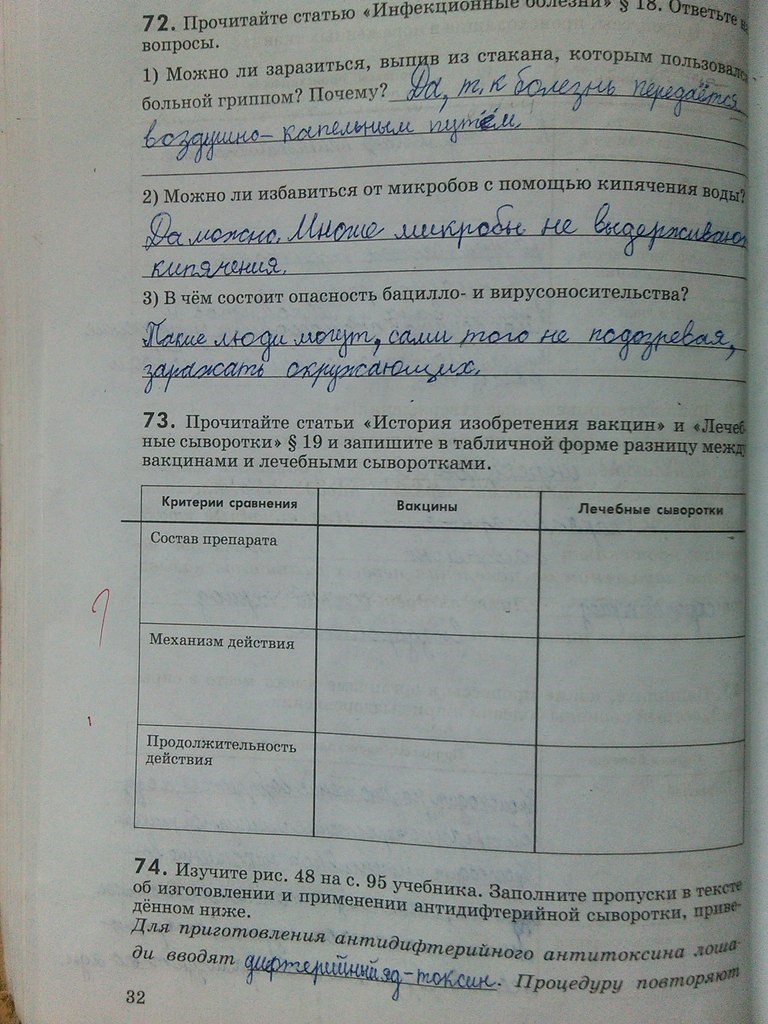 72. Прочитайте статью «Инфекционные болезни» § 18. Ответьте
вопросы.
1) Можно ли заразиться, выпив из стакана, которым пользовался
больной гриппом? Почему? Да, т.к болезнь передаётся
воздушно-капельным путём.
2) Можно ли избавиться от микробов с помощью кипячения воды?
Да можно. Многие микробы не выдерживают
кипячения.
3) В чём состоит опасность бацилло- и вирусоносительства?
Такие люди могут, сами того не подозревая,
заражать окружающих.
73. Прочитайте статьи «История изобретения вакцин» и «Лечеб-
ные сыворотки» § 19 и запишите в табличной форме разницу между
вакцинами и лечебными сыворотками.
Критерии сравнения Вакцины Лечебные сыворотки
Состав препарата
?
Механизм действия
Продолжительность
действия
74. Изучите рис. 48 на с. 95 учебника. Заполните пропуски в тексте
об изготовлении и применении антидифтерийной сыворотки, приве-
дённом ниже.
Для приготовления антидифтерийного антитоксина лоша-
ди вводят дифтерийный яд-токсин. Процедуру повторяют
32